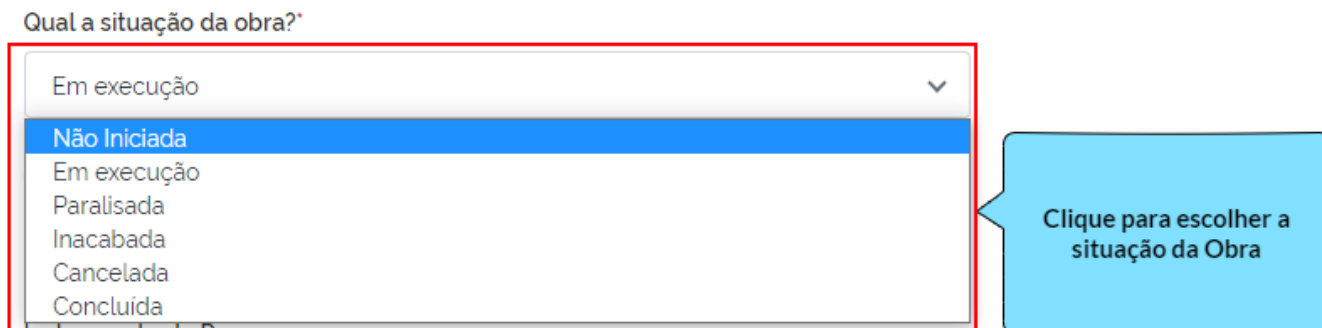 Qual a situação da obra?*
Em execução
Não Iniciada
Em execução
Paralisada
Inacabada
Cancelada
Concluída
Clique para escolher a
situação da Obra